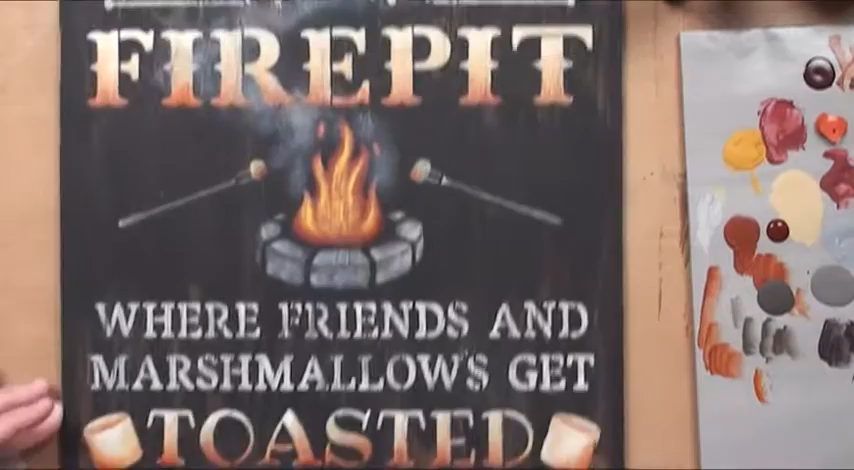 FIREPIT
WHERE FRIENDS AND
MARSHMALLOWS GET
TOASTED